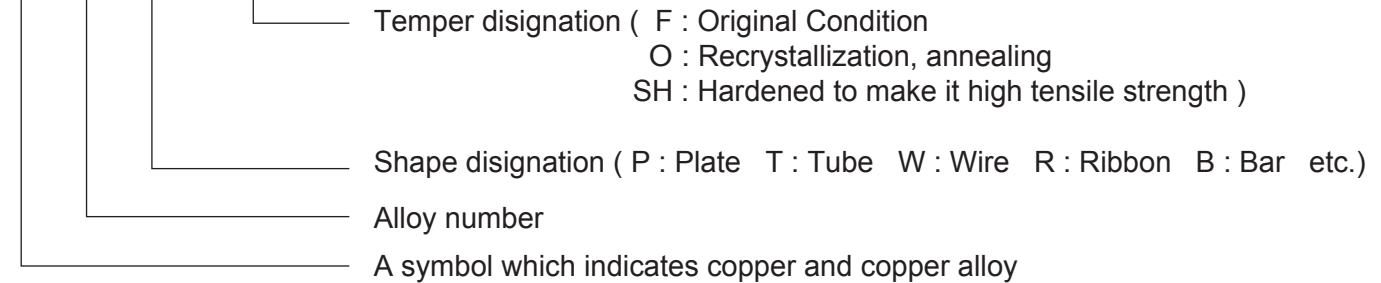 Temper disignation ( F : Original Condition
O : Recrystallization, annealing
SH : Hardened to make it high tensile strength )
Shape disignation ( P : Plate T : Tube W : Wire R : Ribbon B : Bar etc.)
Alloy number
A symbol which indicates copper and copper alloy